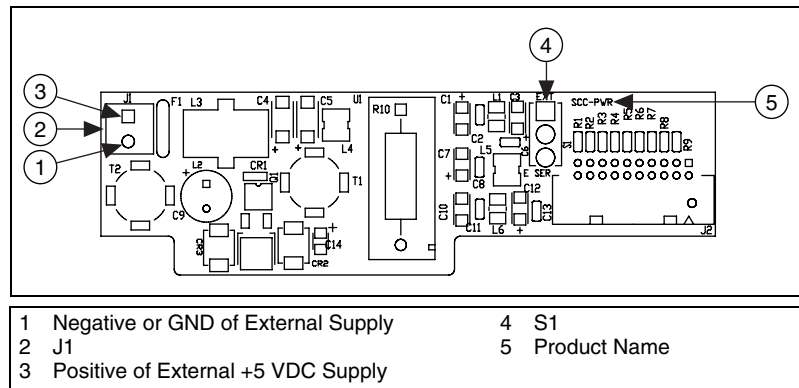 4
3
2
1
5
J1
F1
L3
C4
C5
U1
R10
L4
C1
L1
C3
EXT
SCC-PWR
C2
C6
S1
R1
R2
R3
R4
R5
R6
R7
R8
R9
T2
L2
CR1
Q1
T1
C7
L5
E SER
C8
C9
C10
C12
C13
CR3
CR2
C14
C11
L6
J2
1 Negative or GND of External Supply
2 J1
3 Positive of External +5 VDC Supply
4 S1
5 Product Name